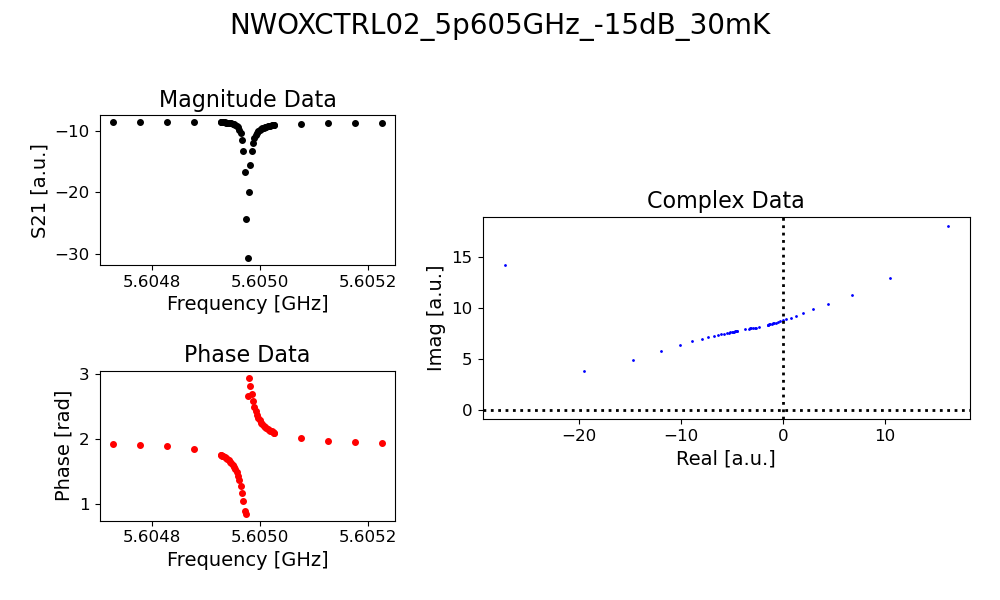 NWOXCTRL02_5p605GHz_-15dB_30mK
Magnitude Data
S21 [a.u.]
−10
−20
−30
5.6048 5.6050 5.6052
Frequency [GHz]
Phase Data
Phase [rad]
3
2
1
5.6048 5.6050 5.6052
Frequency [GHz]
Complex Data
Imag [a.u.]
15
10
5
0
−20 −10 0 10
Real [a.u.]